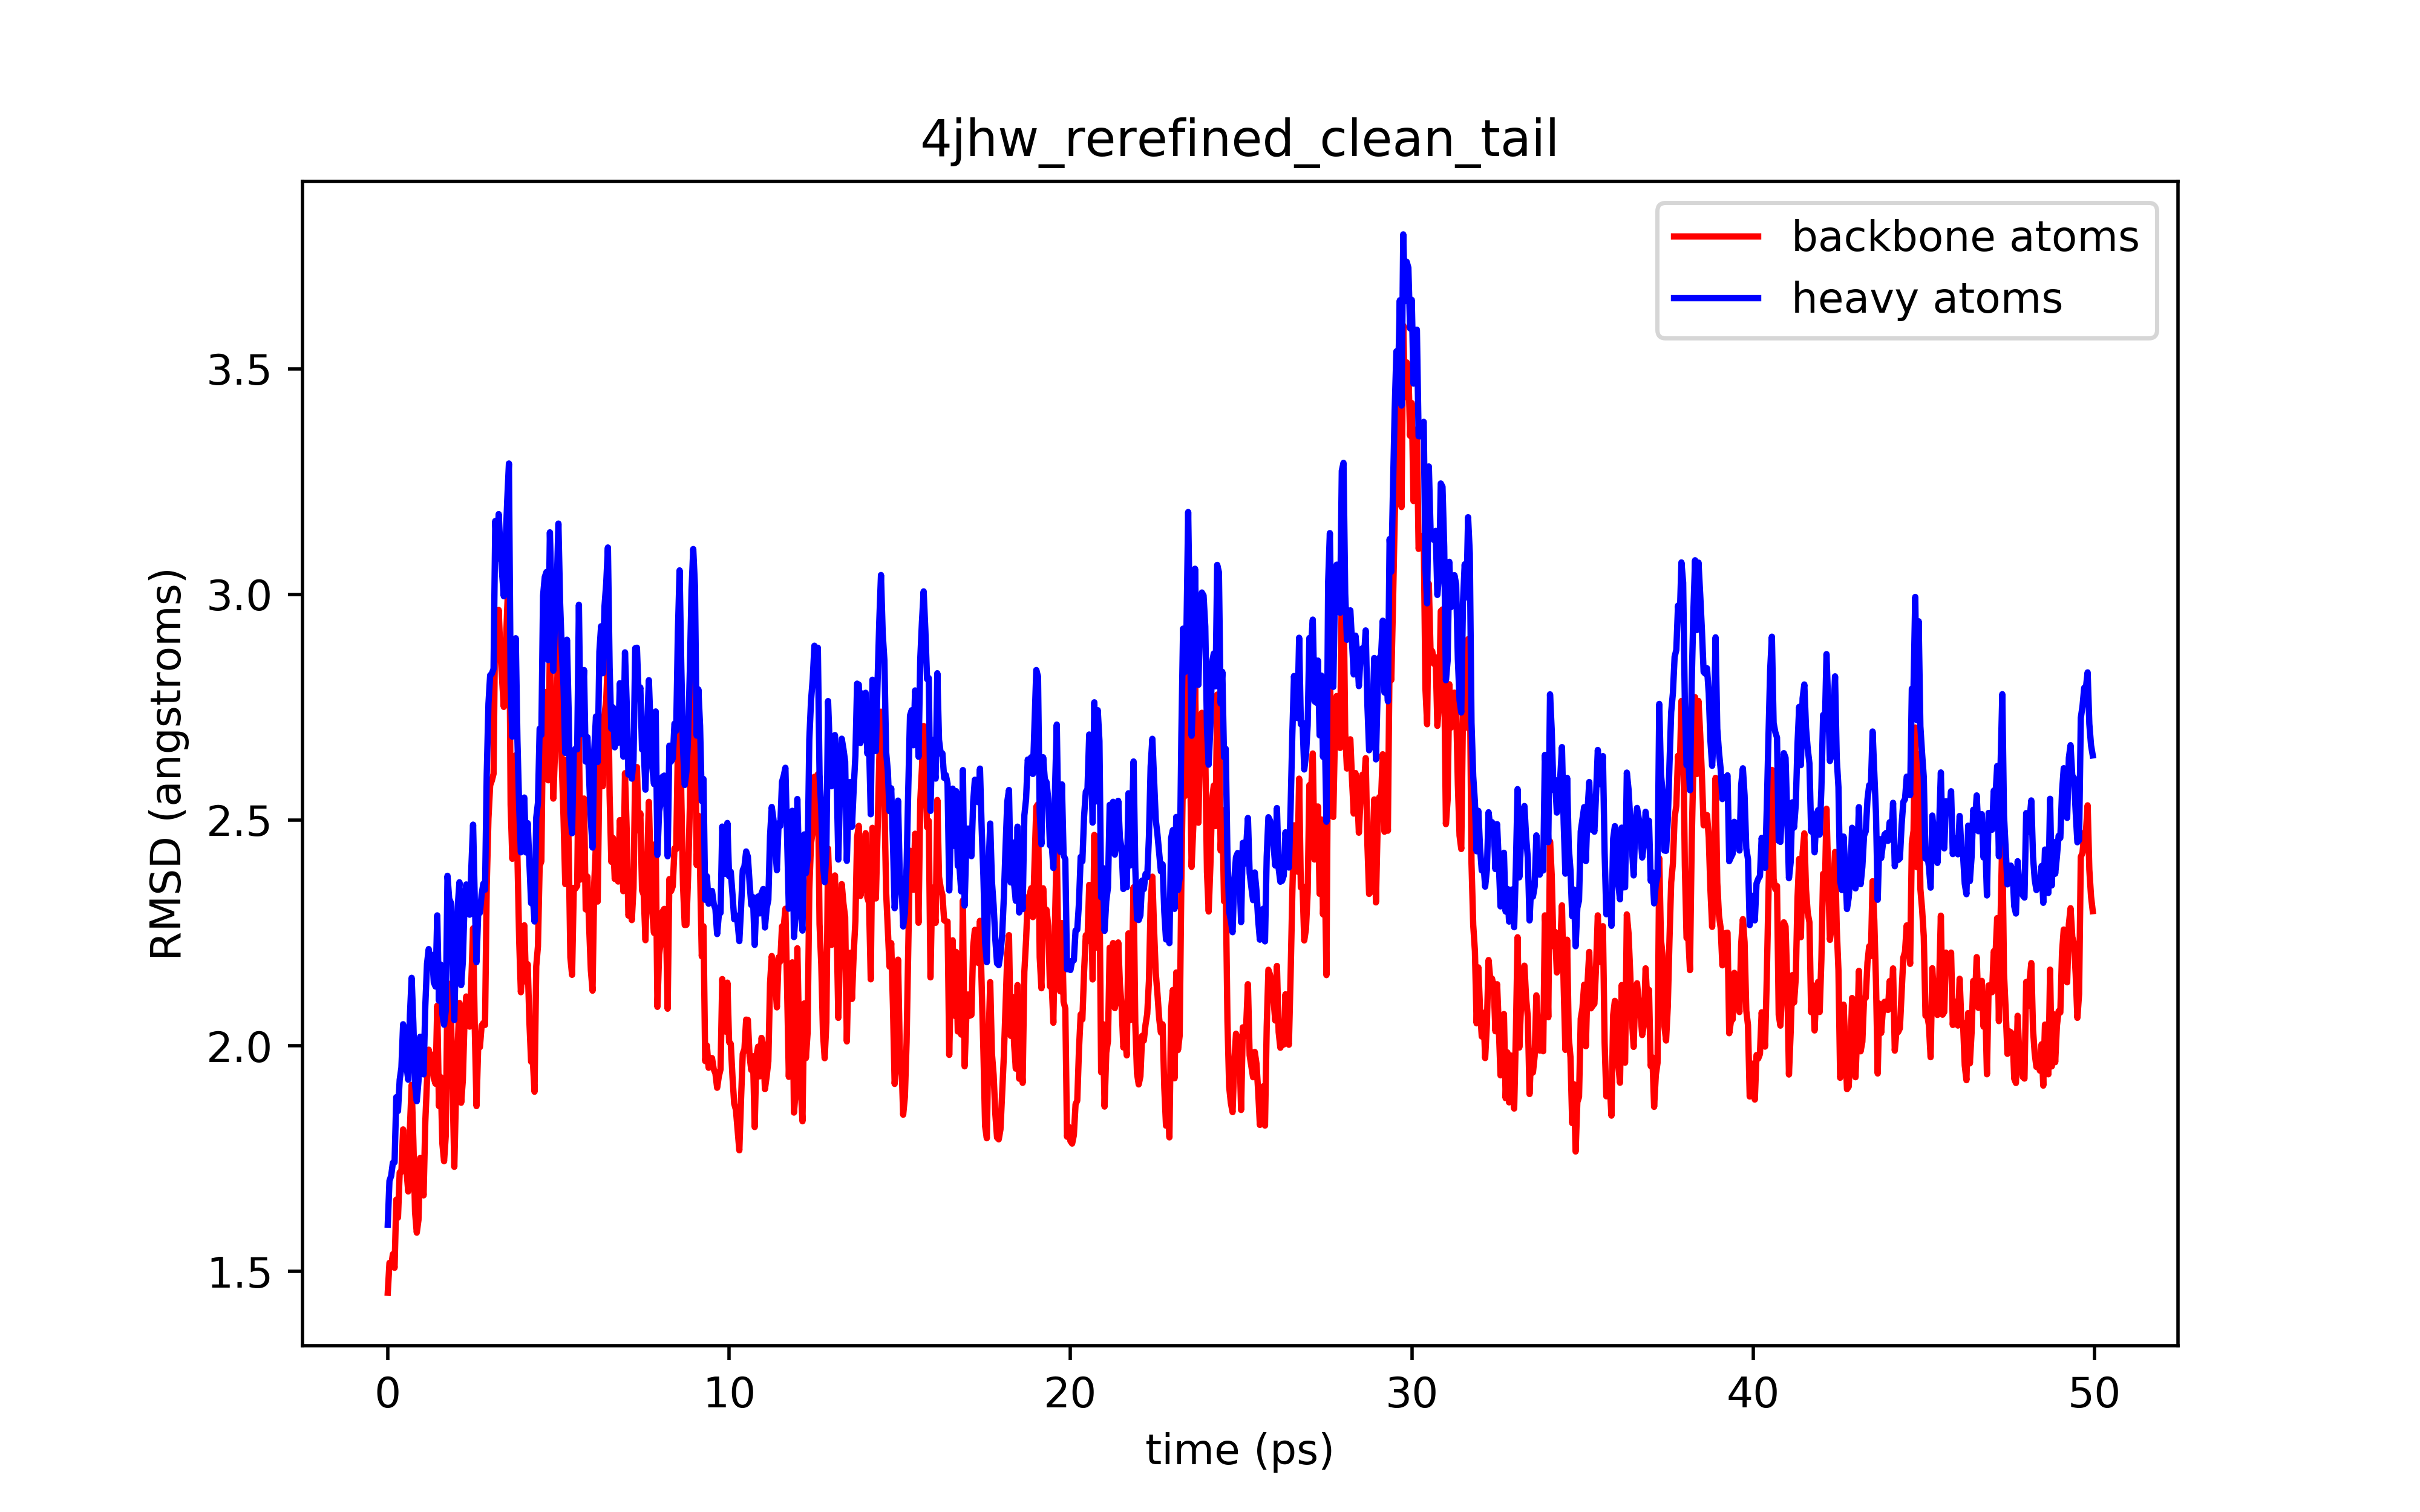 4jhw_rerefined_clean_tail
backbone atoms
heavy atoms
RMSD (angstroms)
3.5
3.0
2.5
2.0
1.5
0 10 20 30 40 50
time (ps)